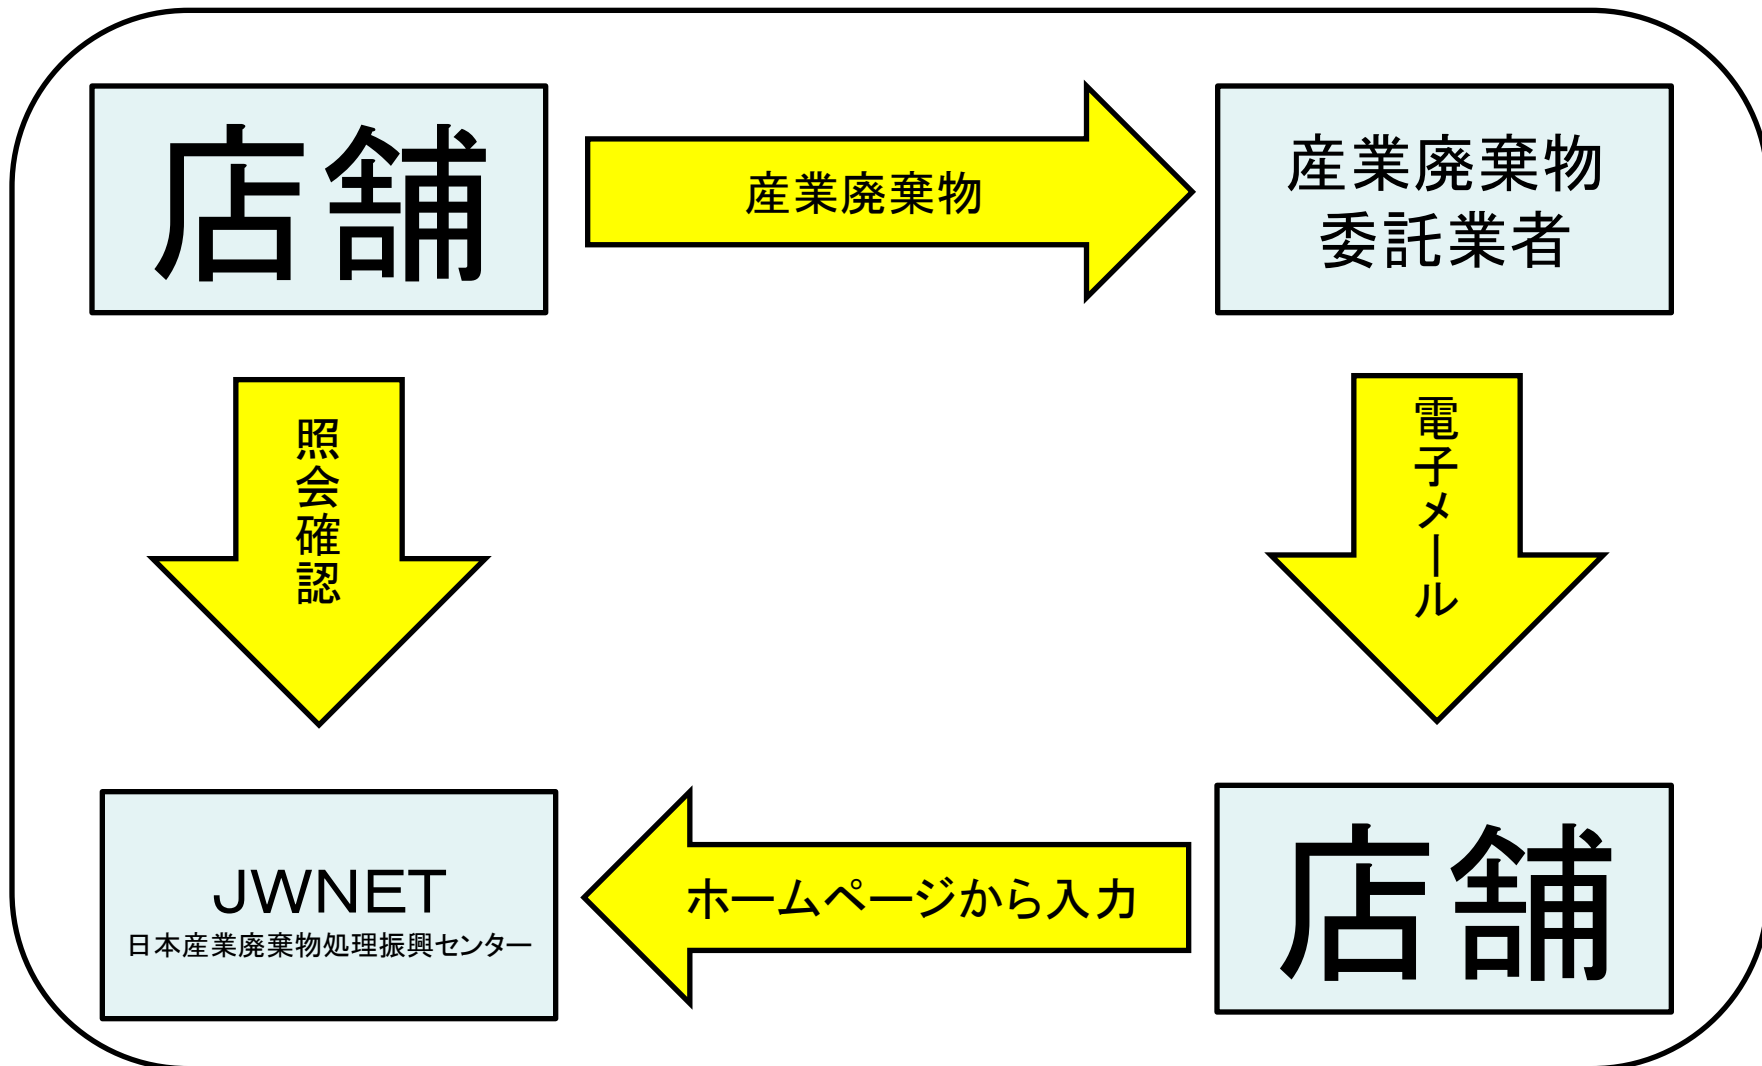 店舗
産業廃棄物
産業廃棄物
委託業者
照会確認
電子メール
JWNET
日本産業廃棄物処理振興センター
ホームページから入力
店舗